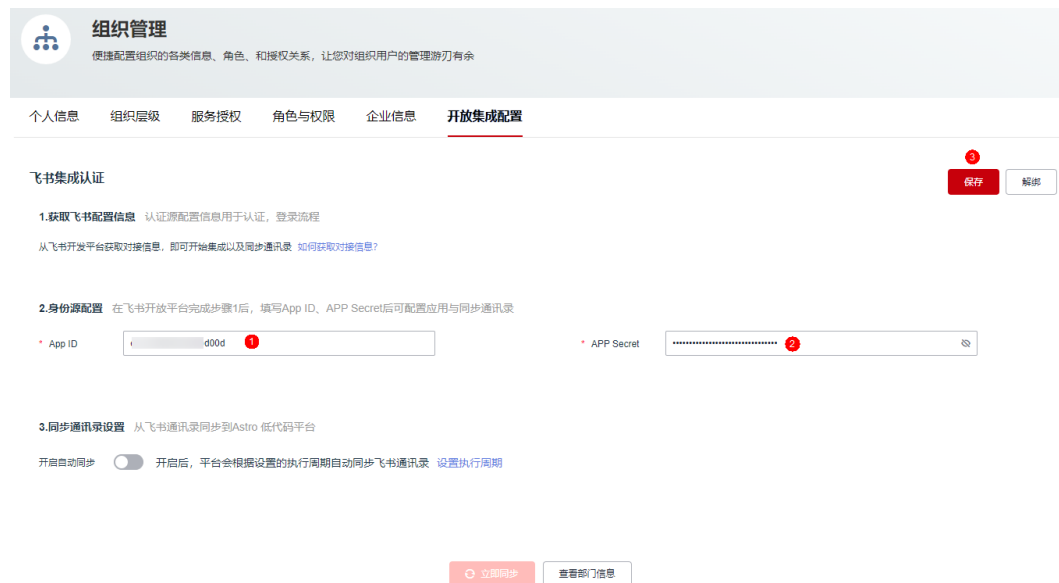 组织管理
便捷配置组织的各类信息、角色、和授权关系，让您对组织用户的管理游刃有余
个人信息 组织层级 服务授权 角色与权限 企业信息 开放集成配置
3
飞书集成认证 保存 解绑
1.获取飞书配置信息 认证源配置信息用于认证，登录流程
从飞书开发平台获取对接信息，即可开始集成以及同步通讯录 如何获取对接信息?
2.身份源配置 在飞书开放平台完成步骤1后，填写App ID、APP Secret后可配置应用与同步通讯录
* App ID d00d 1 * APP Secret 2
3.同步通讯录设置 从飞书通讯录同步到Astro 低代码平台
开启自动同步 开启后，平台会根据设置的执行周期自动同步飞书通讯录 设置执行周期
立即同步 查看部门信息